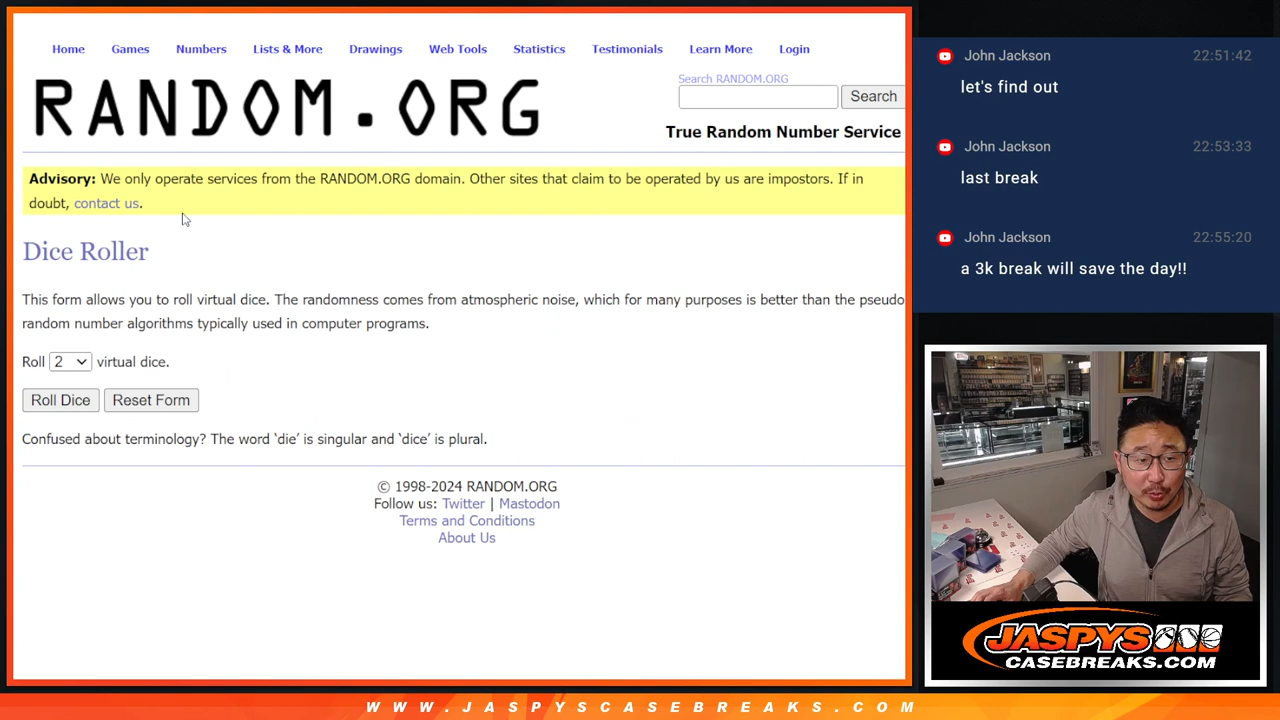 Home Games Numbers Lists & More Drawings Web Tools Statistics Testimonials Learn More Login
RANDOM.ORG
Search RANDOM.ORG
Search
True Random Number Service
Advisory: We only operate services from the RANDOM.ORG domain. Other sites that claim to be operated by us are impostors. If in
doubt, contact us.
Dice Roller
This form allows you to roll virtual dice. The randomness comes from atmospheric noise, which for many purposes is better than the pseudo
random number algorithms typically used in computer programs.
Roll 2 virtual dice.
Roll Dice Reset Form
Confused about terminology? The word ‘die’ is singular and ‘dice’ is plural.
© 1998-2024 RANDOM.ORG
Follow us: Twitter | Mastodon
Terms and Conditions
About Us
John Jackson 22:51:42
let's find out
John Jackson 22:53:33
last break
John Jackson 22:55:20
a 3k break will save the day!!
JASPYS
CASEBREAKS.COM
WWW.JASPYSCASEBREAKS.COM